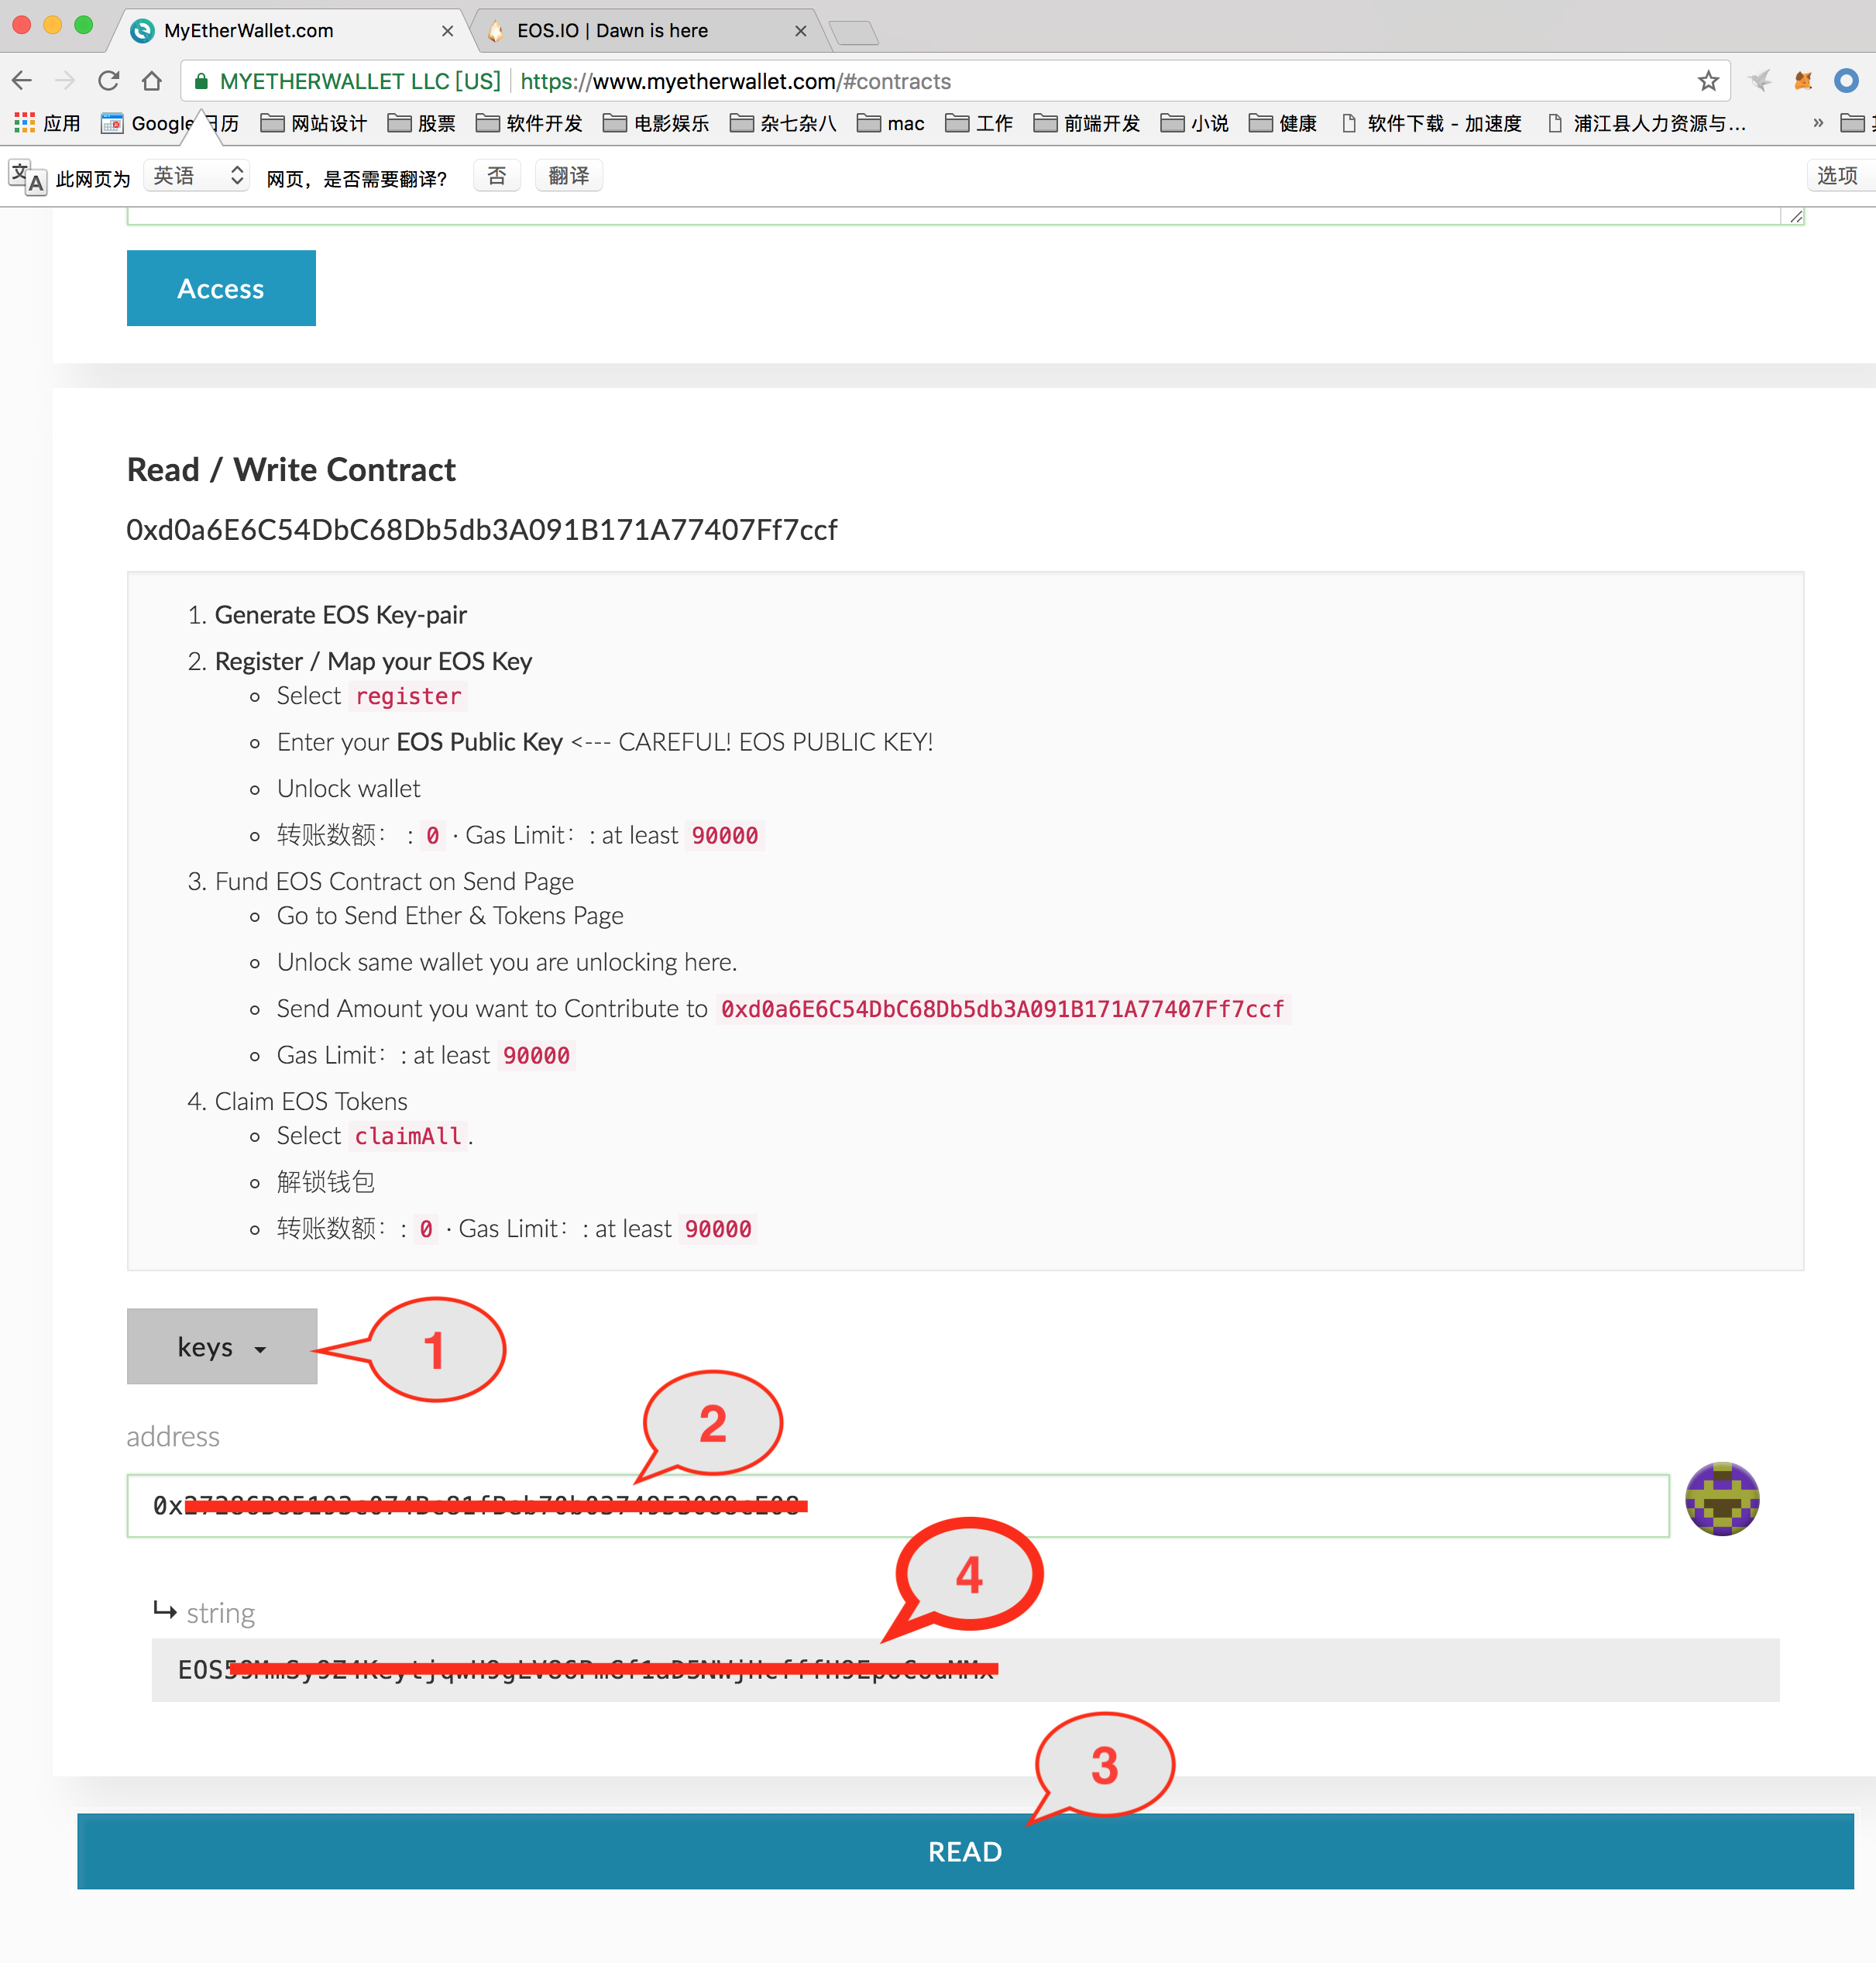 MyEtherWallet.com
EOS.IO | Dawn is here
MYETHERWALLET LLC [US] https://www.myetherwallet.com/#contracts
应用 Google日历 网站设计 股票 软件开发 电影娱乐 杂七杂八 mac 工作 前端开发 小说 健康 软件下载 - 加速度 浦江县人力资源与... »
此网页为 英语 网页，是否需要翻译? 否 翻译 选项
Access
Read / Write Contract
0xd0a6E6C54DbC68Db5db3A091B171A77407Ff7ccf
1. Generate EOS Key-pair
2. Register / Map your EOS Key
Select register
Enter your EOS Public Key <--- CAREFUL! EOS PUBLIC KEY!
Unlock wallet
转账数额： : 0 · Gas Limit：: at least 90000
3. Fund EOS Contract on Send Page
Go to Send Ether & Tokens Page
Unlock same wallet you are unlocking here.
Send Amount you want to Contribute to 0xd0a6E6C54DbC68Db5db3A091B171A77407Ff7ccf
Gas Limit：: at least 90000
4. Claim EOS Tokens
Select claimAll.
解锁钱包
转账数额：: 0 · Gas Limit：: at least 90000
keys
1
2
address
0x
4
string
EOS
3
READ